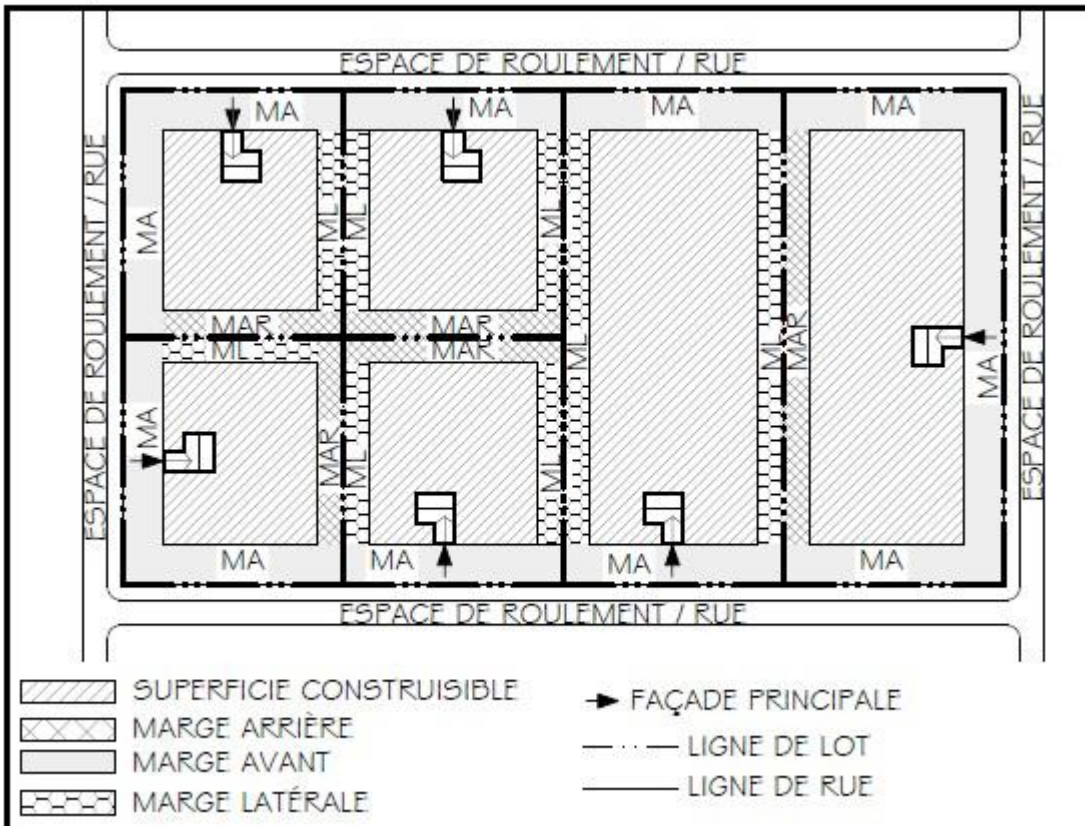 ESPACE DE ROULEMENT / RUE
MA
MA
MA
MA
ESPACE DE ROULEMENT / RUE
ESPACE DE ROULEMENT / RUE
MA
ML
ML
ML
MAR
MAR
ML
MAR
ML
ML
MAR
MA
MA
MAR
ML
ML
MA
MA
MA
MA
ESPACE DE ROULEMENT / RUE
SUPERFICIE CONSTRUISIBLE
MARGE ARRIÈRE
MARGE AVANT
MARGE LATÉRALE
FAÇADE PRINCIPALE
LIGNE DE LOT
LIGNE DE RUE